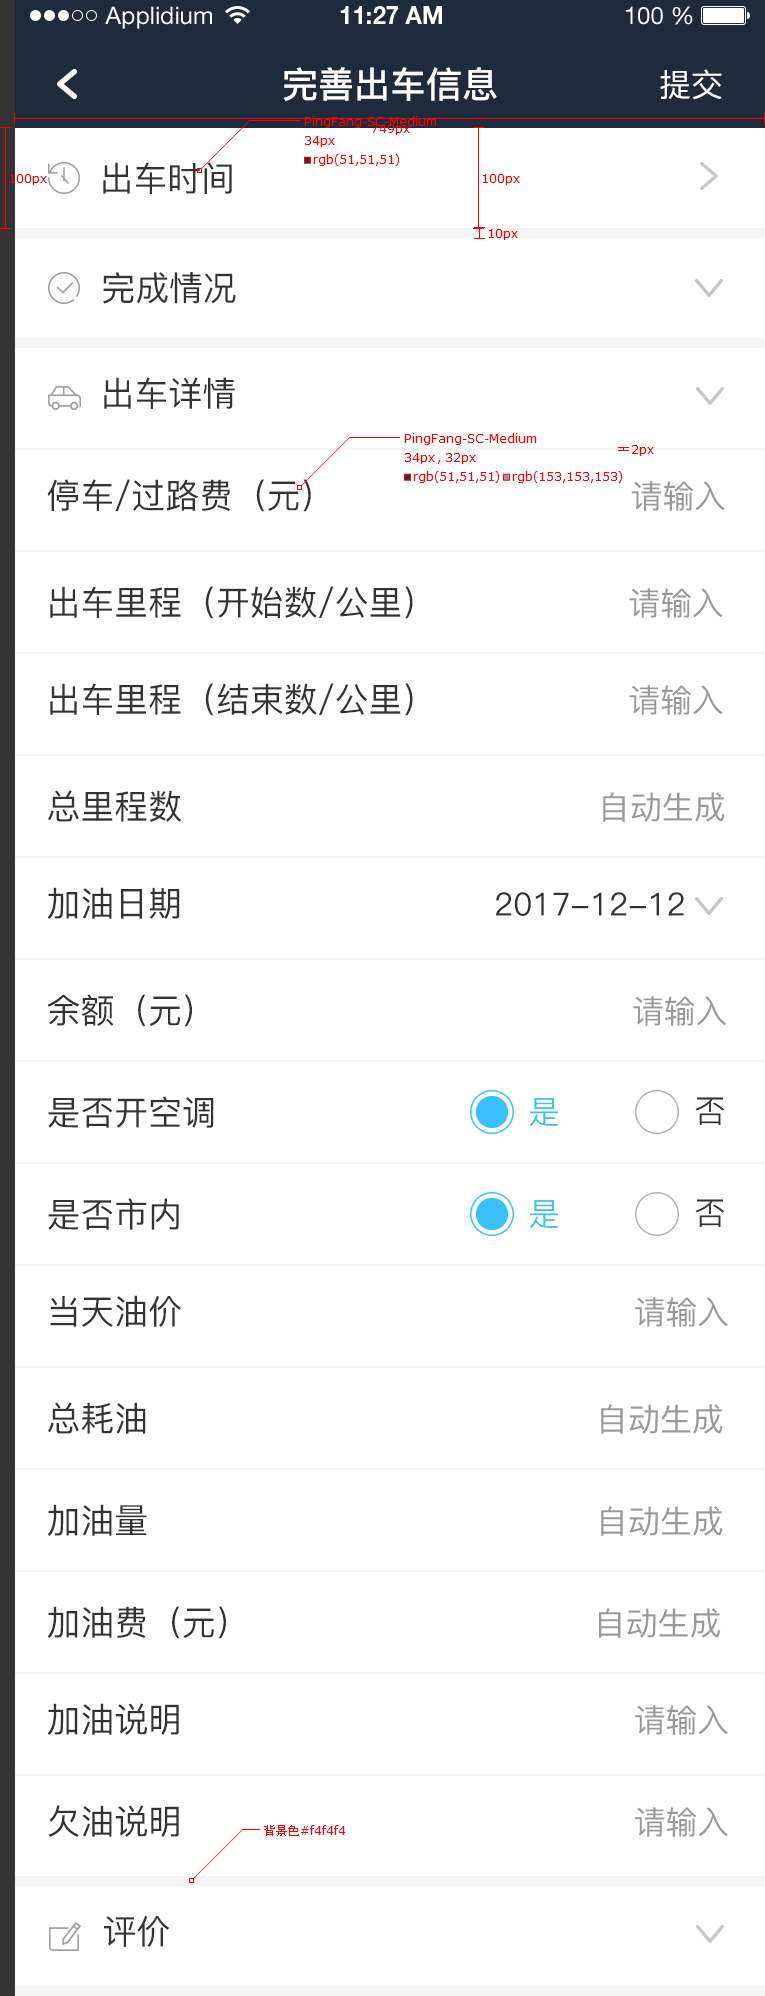 Applidium 11:27 AM 100 %
完善出车信息 提交
PingFang-SC-Medium
749px
34px
rgb(51,51,51)
100px 出车时间 100px
10px
完成情况
出车详情
PingFang-SC-Medium
2px
34px , 32px
rgb(51,51,51) rgb(153,153,153)
停车/过路费（元） 请输入
出车里程（开始数/公里） 请输入
出车里程（结束数/公里） 请输入
总里程数 自动生成
加油日期 2017-12-12
余额（元） 请输入
是否开空调 是 否
是否市内 是 否
当天油价 请输入
总耗油 自动生成
加油量 自动生成
加油费（元） 自动生成
加油说明 请输入
欠油说明 请输入
背景色#f4f4f4
评价